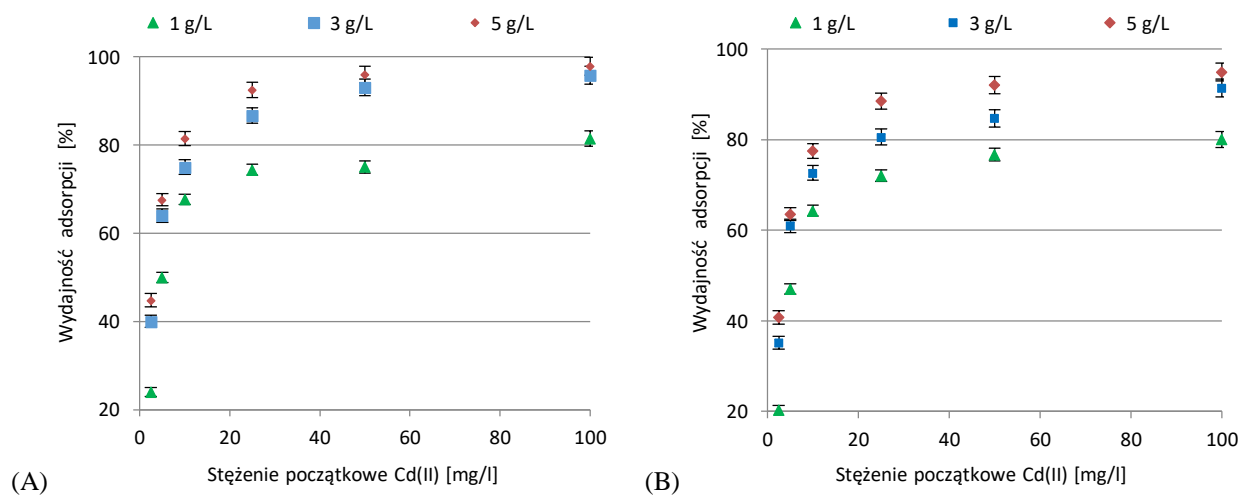 1 g/L 3 g/L 5 g/L
100
80
60
40
20
0 20 40 60 80 100
Wydajność adsorpcji [%]
Stężenie początkowe Cd(II) [mg/l]
(A)
1 g/L 3 g/L 5 g/L
100
80
60
40
20
0 20 40 60 80 100
Wydajność adsorpcji [%]
Stężenie początkowe Cd(II) [mg/l]
(B)